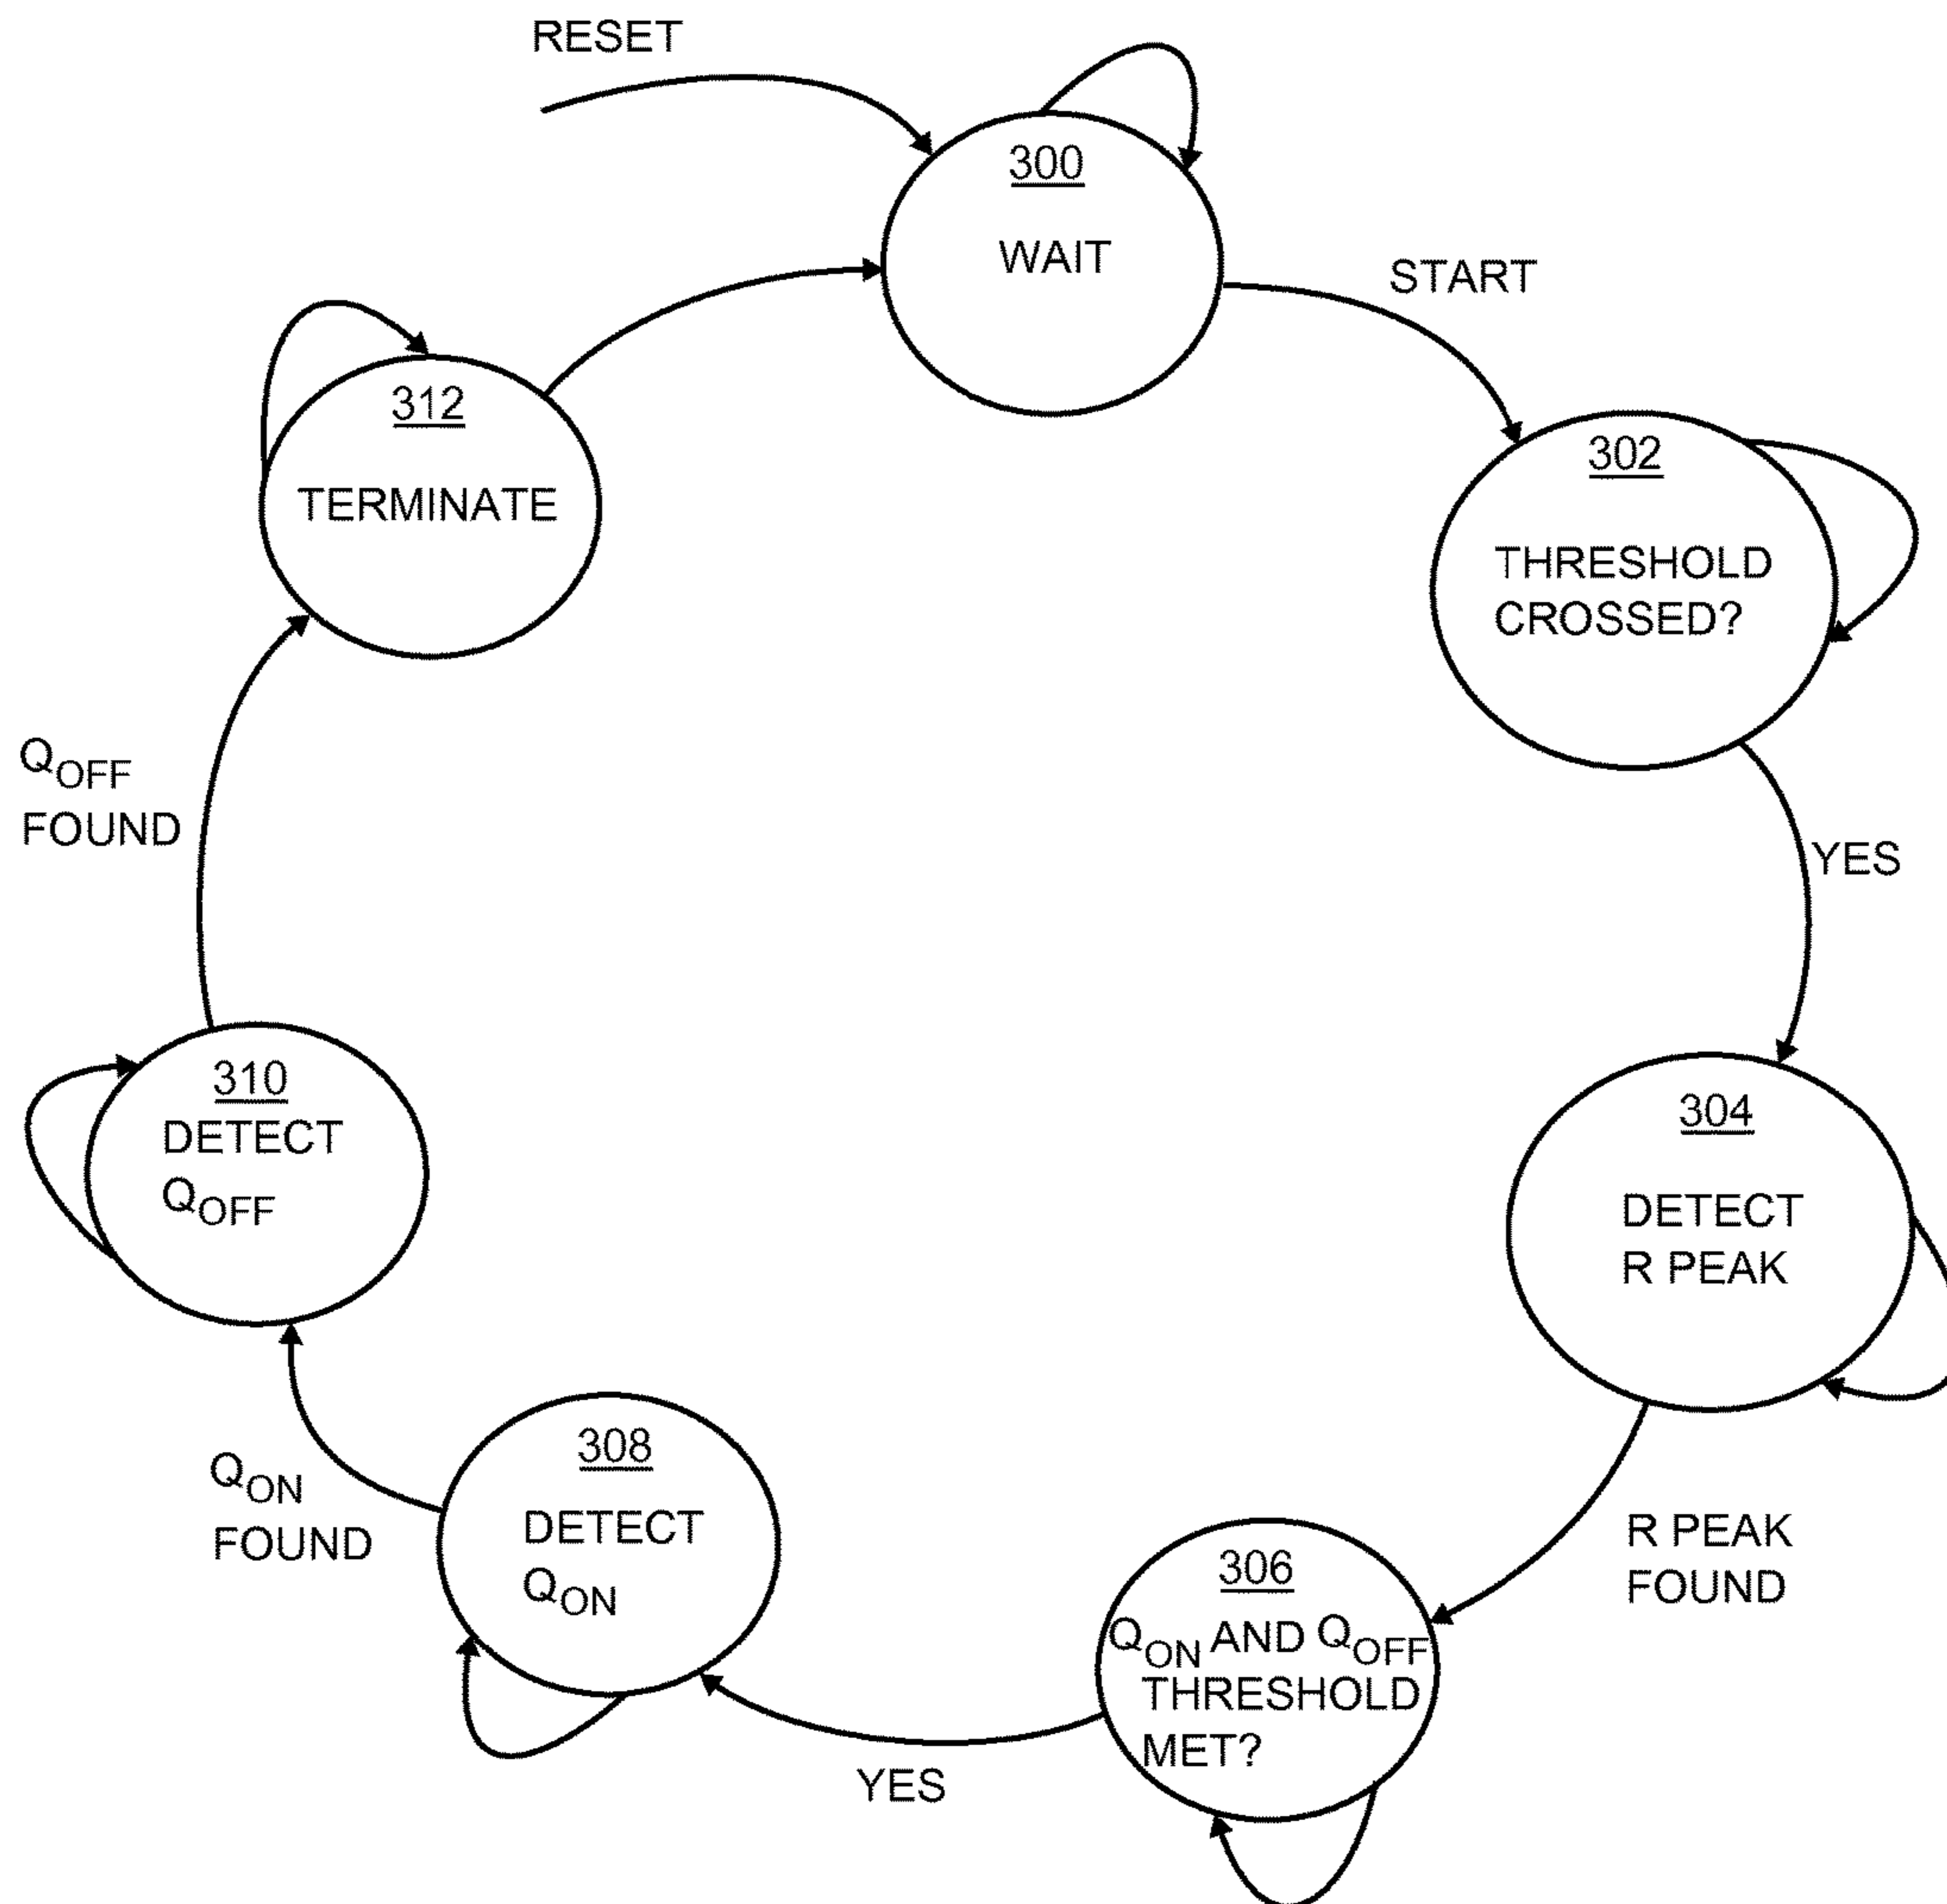 RESET
300
WAIT
START
312
TERMINATE
302
THRESHOLD
CROSSED?
YES
QOFF
FOUND
310
DETECT
QOFF
304
DETECT
R PEAK
R PEAK
FOUND
308
DETECT
QON
QON
FOUND
306
QON AND QOFF
THRESHOLD
MET?
YES